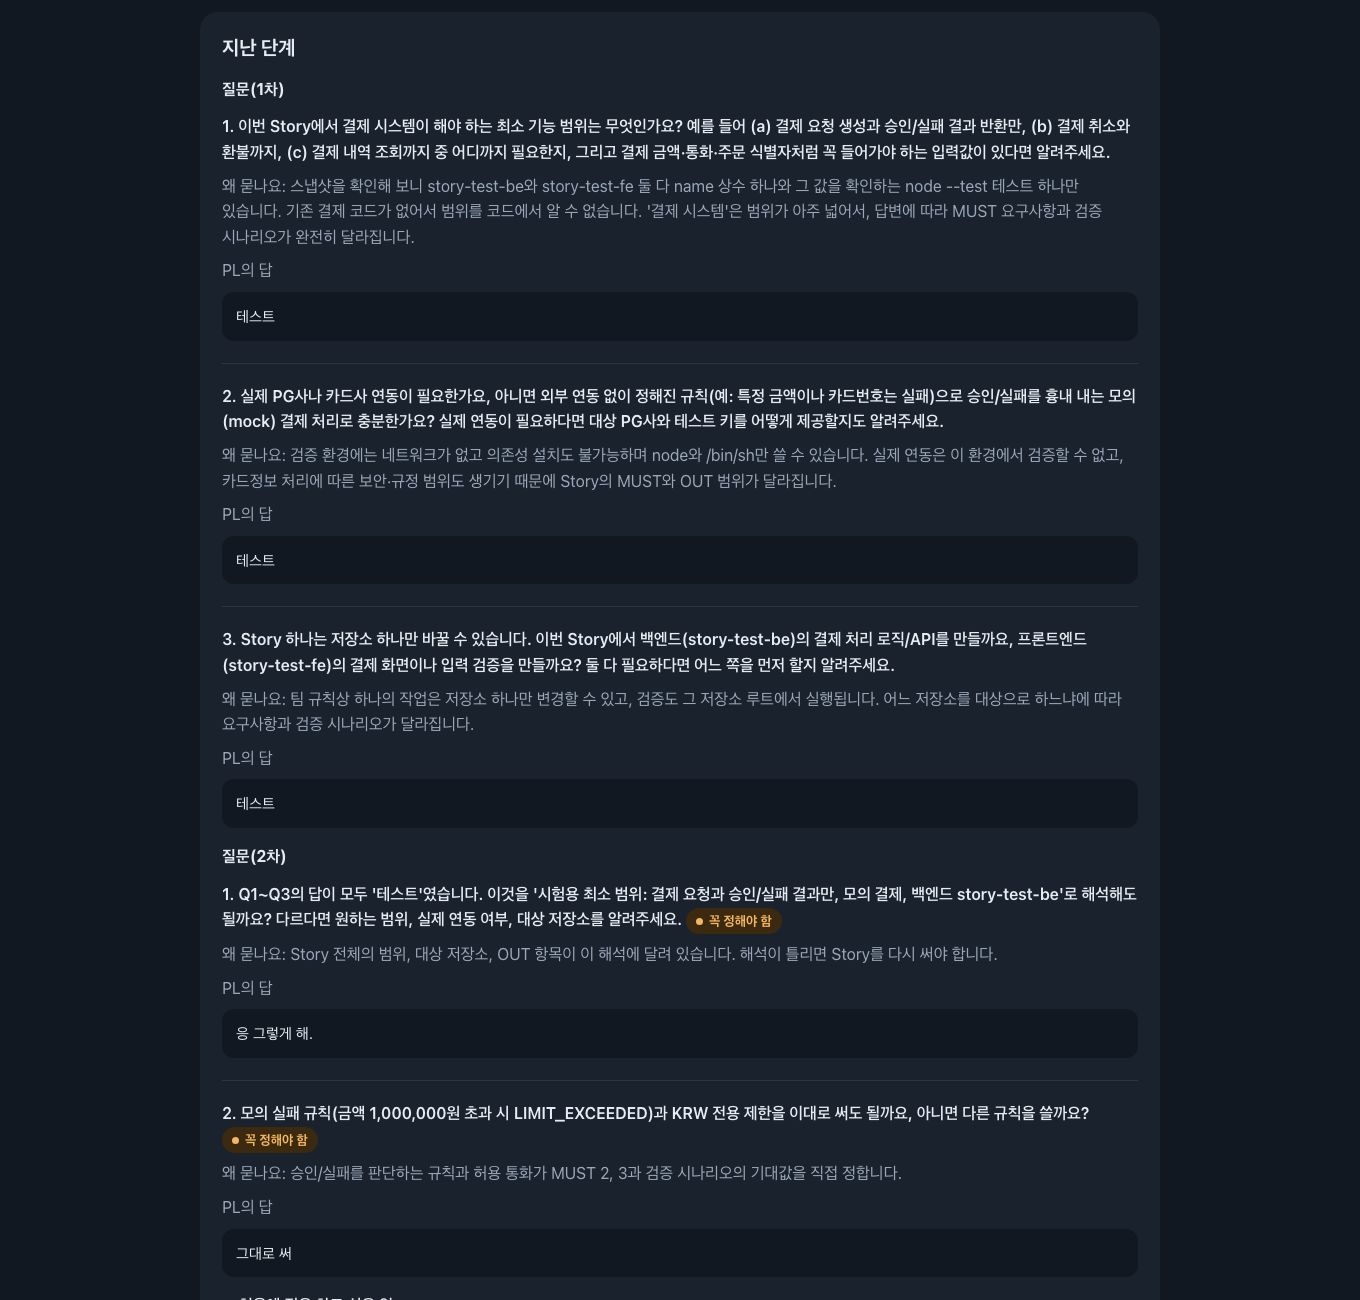 지난 단계
질문(1차)
1. 이번 Story에서 결제 시스템이 해야 하는 최소 기능 범위는 무엇인가요? 예를 들어 (a) 결제 요청 생성과 승인/실패 결과 반환만, (b) 결제 취소와
환불까지, (c) 결제 내역 조회까지 중 어디까지 필요한지, 그리고 결제 금액·통화·주문 식별자처럼 꼭 들어가야 하는 입력값이 있다면 알려주세요.
왜 묻나요: 스냅샷을 확인해 보니 story-test-be와 story-test-fe 둘 다 name 상수 하나와 그 값을 확인하는 node --test 테스트 하나만
있습니다. 기존 결제 코드가 없어서 범위를 코드에서 알 수 없습니다. '결제 시스템'은 범위가 아주 넓어서, 답변에 따라 MUST 요구사항과 검증
시나리오가 완전히 달라집니다.
PL의 답
테스트
2. 실제 PG사나 카드사 연동이 필요한가요, 아니면 외부 연동 없이 정해진 규칙(예: 특정 금액이나 카드번호는 실패)으로 승인/실패를 흉내 내는 모의
(mock) 결제 처리로 충분한가요? 실제 연동이 필요하다면 대상 PG사와 테스트 키를 어떻게 제공할지도 알려주세요.
왜 묻나요: 검증 환경에는 네트워크가 없고 의존성 설치도 불가능하며 node와 /bin/sh만 쓸 수 있습니다. 실제 연동은 이 환경에서 검증할 수 없고,
카드정보 처리에 따른 보안·규정 범위도 생기기 때문에 Story의 MUST와 OUT 범위가 달라집니다.
PL의 답
테스트
3. Story 하나는 저장소 하나만 바꿀 수 있습니다. 이번 Story에서 백엔드(story-test-be)의 결제 처리 로직/API를 만들까요, 프론트엔드
(story-test-fe)의 결제 화면이나 입력 검증을 만들까요? 둘 다 필요하다면 어느 쪽을 먼저 할지 알려주세요.
왜 묻나요: 팀 규칙상 하나의 작업은 저장소 하나만 변경할 수 있고, 검증도 그 저장소 루트에서 실행됩니다. 어느 저장소를 대상으로 하느냐에 따라
요구사항과 검증 시나리오가 달라집니다.
PL의 답
테스트
질문(2차)
1. Q1~Q3의 답이 모두 '테스트'였습니다. 이것을 '시험용 최소 범위: 결제 요청과 승인/실패 결과만, 모의 결제, 백엔드 story-test-be'로 해석해도
될까요? 다르다면 원하는 범위, 실제 연동 여부, 대상 저장소를 알려주세요. 꼭 정해야 함
왜 묻나요: Story 전체의 범위, 대상 저장소, OUT 항목이 이 해석에 달려 있습니다. 해석이 틀리면 Story를 다시 써야 합니다.
PL의 답
응 그렇게 해.
2. 모의 실패 규칙(금액 1,000,000원 초과 시 LIMIT_EXCEEDED)과 KRW 전용 제한을 이대로 써도 될까요, 아니면 다른 규칙을 쓸까요?
꼭 정해야 함
왜 묻나요: 승인/실패를 판단하는 규칙과 허용 통화가 MUST 2, 3과 검증 시나리오의 기대값을 직접 정합니다.
PL의 답
그대로 써